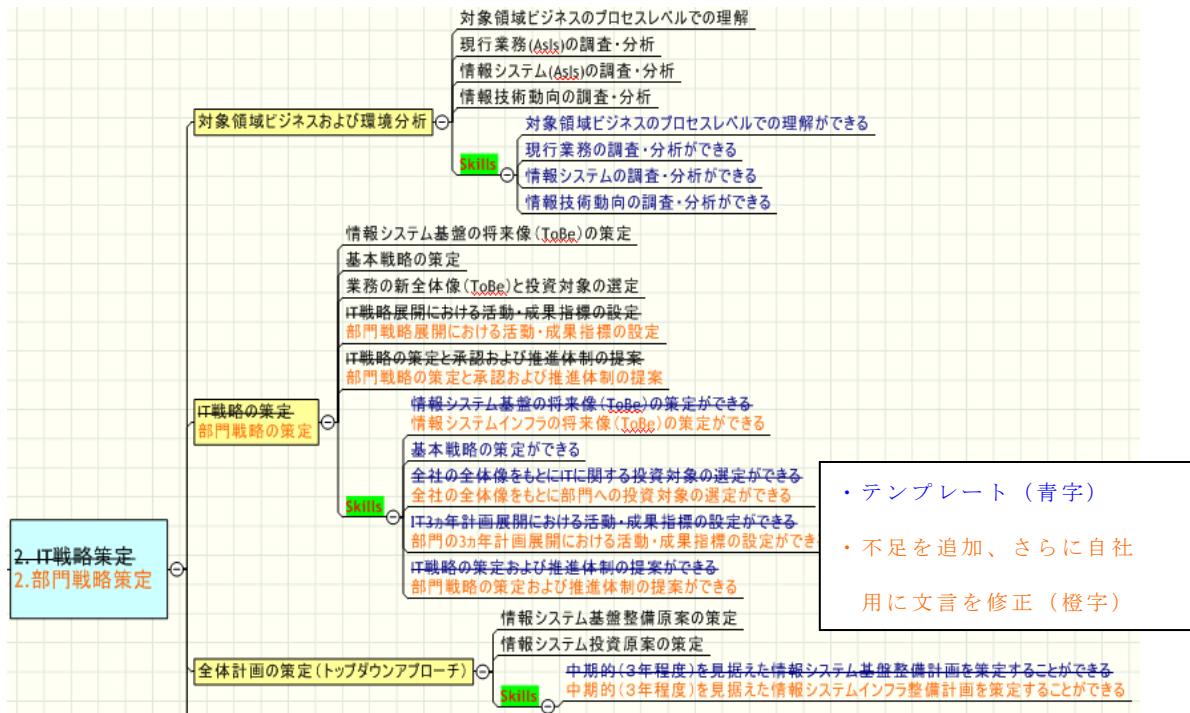 対象領域ビジネスのプロセスレベルでの理解
現行業務(AsIs)の調査・分析
情報システム(AsIs)の調査・分析
情報技術動向の調査・分析
対象領域ビジネスおよび環境分析
対象領域ビジネスのプロセスレベルでの理解ができる
現行業務の調査・分析ができる
Skills
情報システムの調査・分析ができる
情報技術動向の調査・分析ができる
情報システム基盤の将来像(ToBe)の策定
基本戦略の策定
業務の新全体像(ToBe)と投資対象の選定
IT戦略展開における活動・成果指標の設定
部門戦略展開における活動・成果指標の設定
IT戦略の策定と承認および推進体制の提案
部門戦略の策定と承認および推進体制の提案
IT戦略の策定
部門戦略の策定
情報システム基盤の将来像(ToBe)の策定ができる
情報システムインフラの将来像(ToBe)の策定ができる
基本戦略の策定ができる
全社の全体像をもとにITに関する投資対象の選定ができる
全社の全体像をもとに部門への投資対象の選定ができる
Skills
IT3ヵ年計画展開における活動・成果指標の設定ができる
部門の3ヵ年計画展開における活動・成果指標の設定ができ
IT戦略の策定および推進体制の提案ができる
部門戦略の策定および推進体制の提案ができる
・テンプレート（青字）
・不足を追加、さらに自社
用に文言を修正（橙字）
2. IT戦略策定
2.部門戦略策定
情報システム基盤整備原案の策定
情報システム投資原案の策定
全体計画の策定(トップダウンアプローチ)
中期的(3年程度)を見据えた情報システム基盤整備計画を策定することができる
中期的(3年程度)を見据えた情報システムインフラ整備計画を策定することができる
Skills